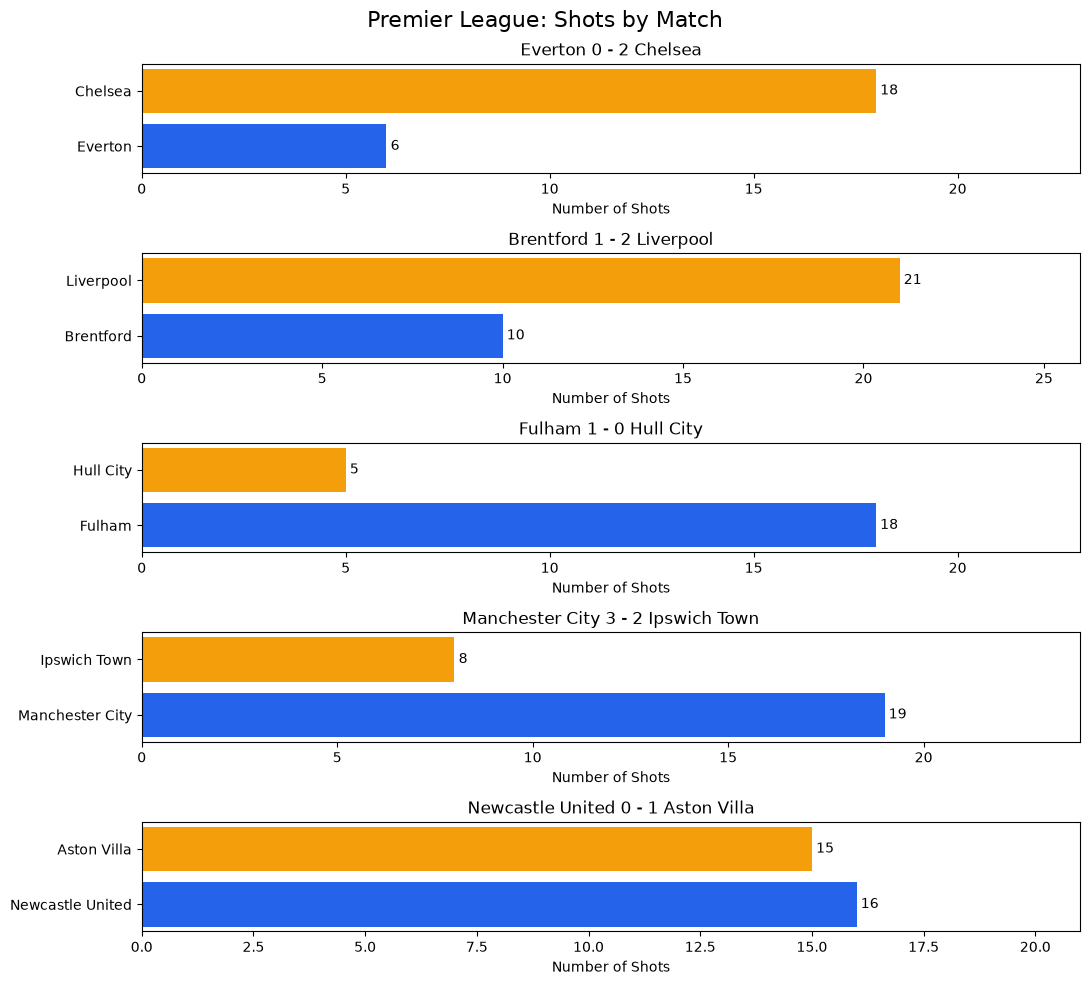 Premier League: Shots by Match
Everton 0 - 2 Chelsea
Chelsea 18
Everton 6
0 5 10 15 20
Number of Shots
Brentford 1 - 2 Liverpool
Liverpool 21
Brentford 10
0 5 10 15 20 25
Number of Shots
Fulham 1 - 0 Hull City
Hull City 5
Fulham 18
0 5 10 15 20
Number of Shots
Manchester City 3 - 2 Ipswich Town
Ipswich Town 8
Manchester City 19
0 5 10 15 20
Number of Shots
Newcastle United 0 - 1 Aston Villa
Aston Villa 15
Newcastle United 16
0.0 2.5 5.0 7.5 10.0 12.5 15.0 17.5 20.0
Number of Shots